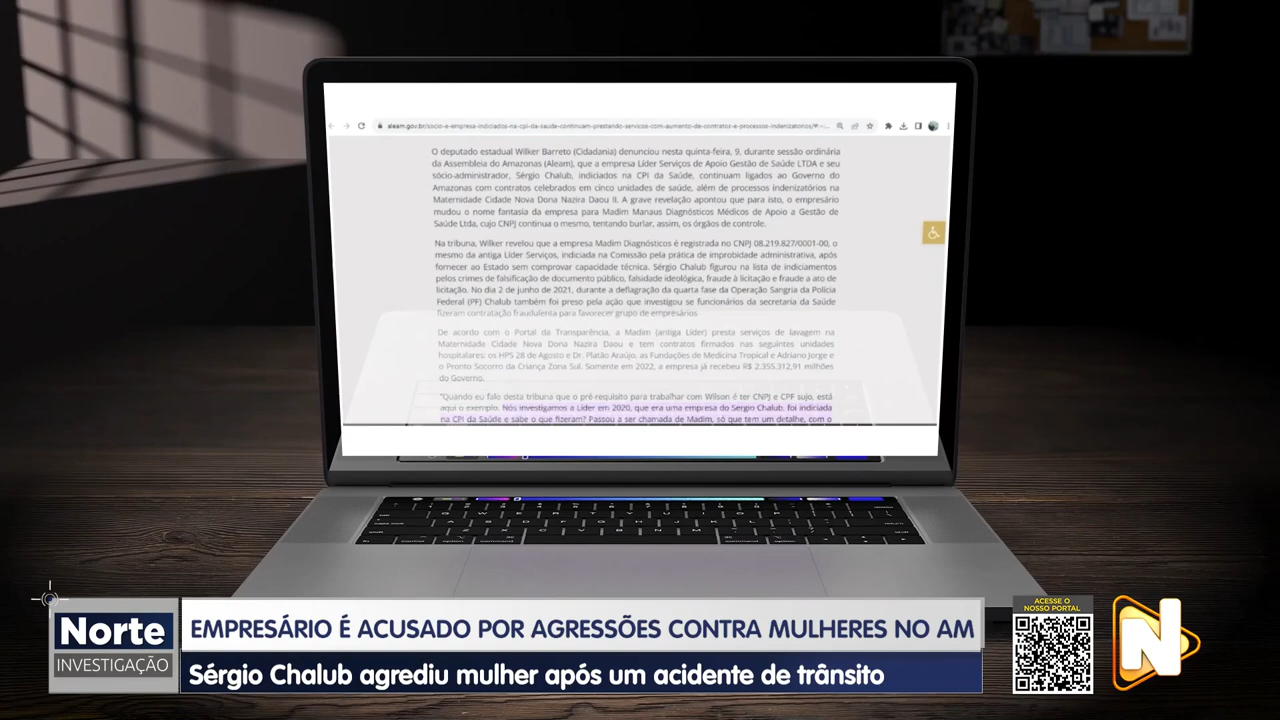 aleam.gov.br/socio-e-empresa-indiciados-na-cpi-da-saude-continuam-prestando-servicos-com-aumento-de-contratos-e-processos-indenizatorios/
O deputado estadual Wilker Barreto (Cidadania) denunciou nesta quinta-feira, 9, durante sessão ordinária
da Assembleia do Amazonas (Aleam), que a empresa Líder Serviços de Apoio Gestão de Saúde LTDA e seu
sócio-administrador, Sérgio Chalub, indiciados na CPI da Saúde, continuam ligados ao Governo do
Amazonas com contratos celebrados em cinco unidades de saúde, além de processos indenizatórios na
Maternidade Cidade Nova Dona Nazira Daou II. A grave revelação apontou que para isto, o empresário
mudou o nome fantasia da empresa para Madim Manaus Diagnósticos Médicos de Apoio a Gestão de
Saúde Ltda, cujo CNPJ continua o mesmo, tentando burlar, assim, os órgãos de controle.
Na tribuna, Wilker revelou que a empresa Madim Diagnósticos é registrada no CNPJ 08.219.827/0001-00, o
mesmo da antiga Líder Serviços, indiciada na Comissão pela prática de improbidade administrativa, após
fornecer ao Estado sem comprovar capacidade técnica. Sérgio Chalub figurou na lista de indiciamentos
pelos crimes de falsificação de documento público, falsidade ideológica, fraude à licitação e fraude a ato de
licitação. No dia 2 de junho de 2021, durante a deflagração da quarta fase da Operação Sangria da Polícia
Federal (PF) Chalub também foi preso pela ação que investigou se funcionários da secretaria da Saúde
fizeram contratação fraudulenta para favorecer grupo de empresários
De acordo com o Portal da Transparência, a Madim (antiga Líder) presta serviços de lavagem na
Maternidade Cidade Nova Dona Nazira Daou e tem contratos firmados nas seguintes unidades
hospitalares: os HPS 28 de Agosto e Dr. Platão Araújo, as Fundações de Medicina Tropical e Adriano Jorge e
o Pronto Socorro da Criança Zona Sul. Somente em 2022, a empresa já recebeu R$ 2.355.312,91 milhões
do Governo.
"Quando eu falo desta tribuna que o pré-requisito para trabalhar com Wilson é ter CNPJ e CPF sujo, está
aqui o exemplo. Nós investigamos a Líder em 2020, que era uma empresa do Sergio Chalub, foi indiciada
na CPI da Saúde e sabe o que fizeram? Passou a ser chamada de Madim, só que tem um detalhe, com o
Norte
INVESTIGAÇÃO
EMPRESÁRIO É ACUSADO POR AGRESSÕES CONTRA MULHERES NO AM
Sérgio Chalub agrediu mulher após um acidente de trânsito
ACESSE O
NOSSO PORTAL
N